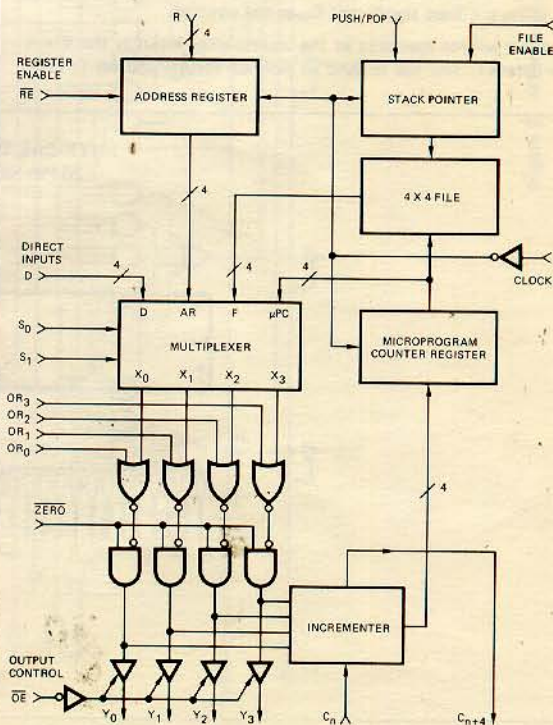 R
PUSH/POP
FILE
ENABLE
4
REGISTER
ENABLE
RE
ADDRESS REGISTER
STACK POINTER
4 X 4 FILE
4
DIRECT
INPUTS
D
4
4
4
CLOCK
D AR F μPC
S0
S1
MULTIPLEXER
X0 X1 X2 X3
MICROPROGRAM
COUNTER REGISTER
OR3
OR2
OR1
OR0
4
ZERO
INCREMENTER
OUTPUT
CONTROL
OE
Y0 Y1 Y2 Y3
Cn
Cn+4